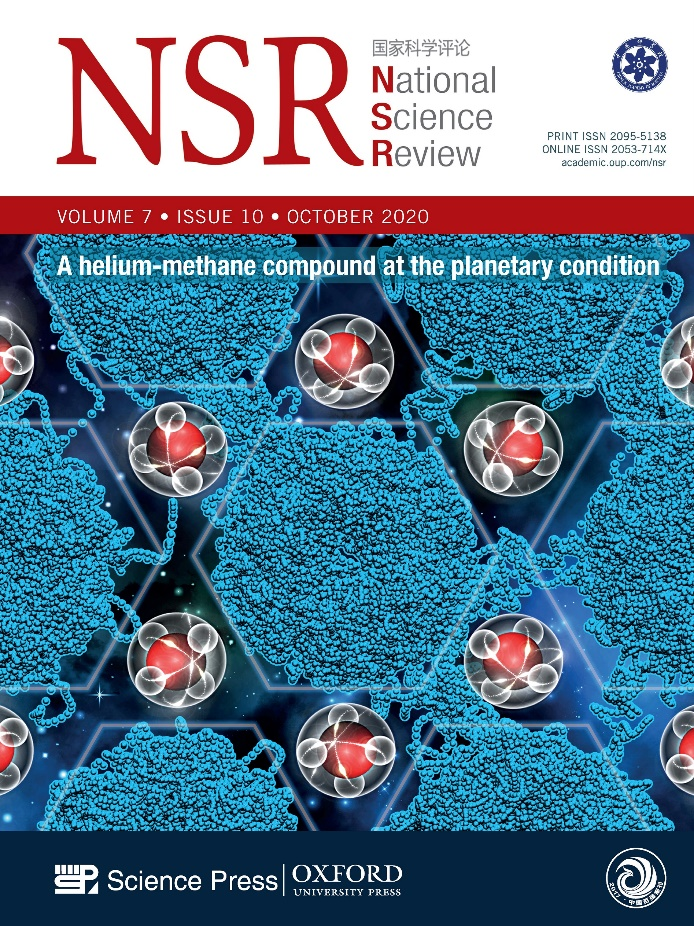 NSR
国家科学评论
National
Science
Review
PRINT ISSN 2095-5138
ONLINE ISSN 2053-714X
academic.oup.com/nsr
VOLUME 7 • ISSUE 10 • OCTOBER 2020
A helium-methane compound at the planetary condition
Science Press
OXFORD
UNIVERSITY PRESS